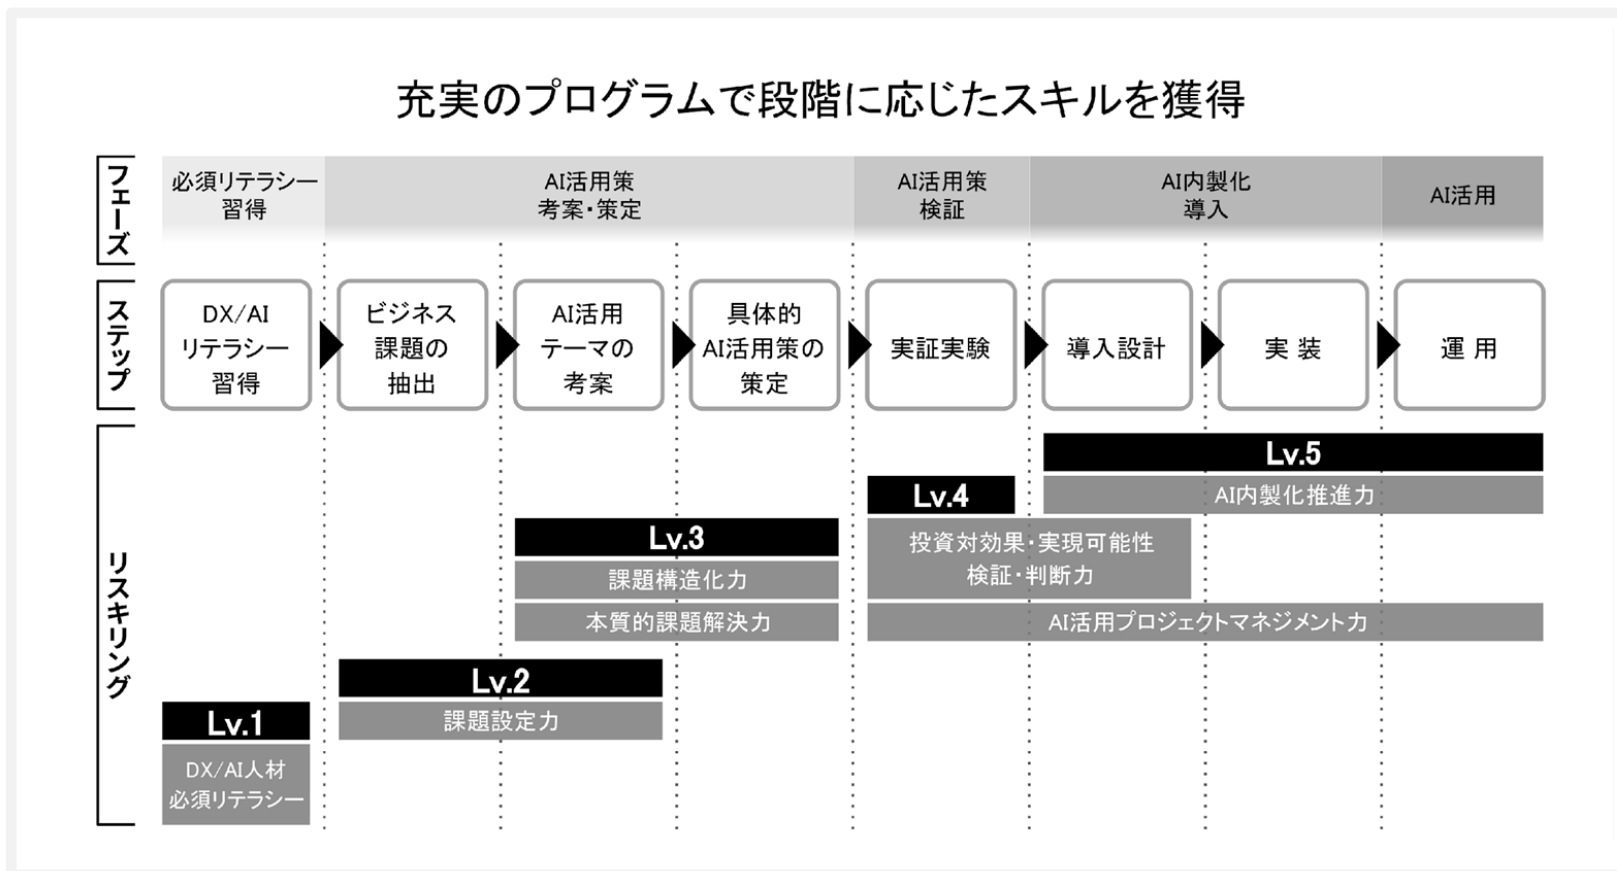 充実のプログラムで段階に応じたスキルを獲得
フェーズ
必須リテラシー
習得
AI活用策
考案・策定
AI活用策
検証
AI内製化
導入
AI活用
ステップ
DX/AI
リテラシー
習得
ビジネス
課題の
抽出
AI活用
テーマの
考案
具体的
AI活用策の
策定
実証実験
導入設計
実 装
運 用
リスキリング
Lv.5
AI内製化推進力
Lv.4
投資対効果・実現可能性
検証・判断力
AI活用プロジェクトマネジメント力
Lv.3
課題構造化力
本質的課題解決力
Lv.2
課題設定力
Lv.1
DX/AI人材
必須リテラシー